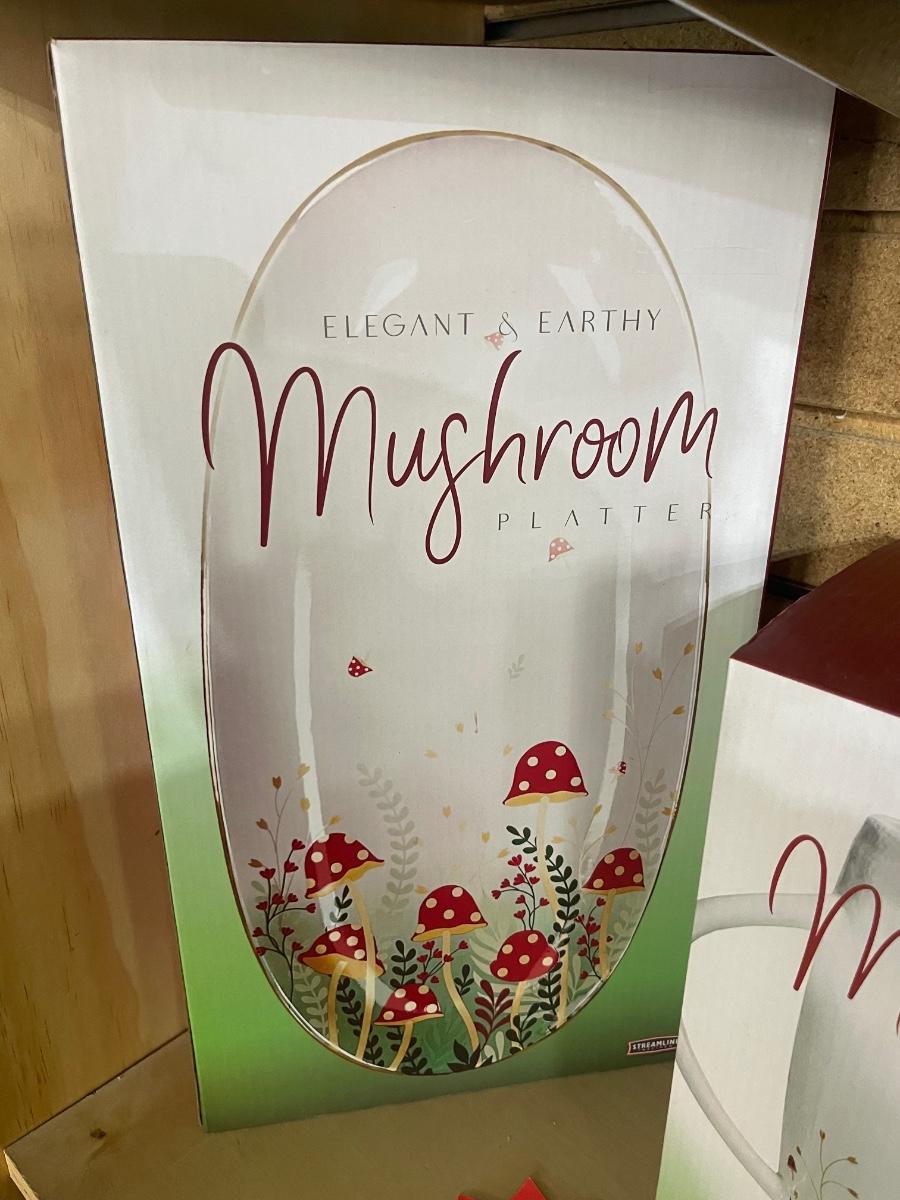 ELEGANT & EARTHY
Mushroom
PLATTER
STREAMLINE
M